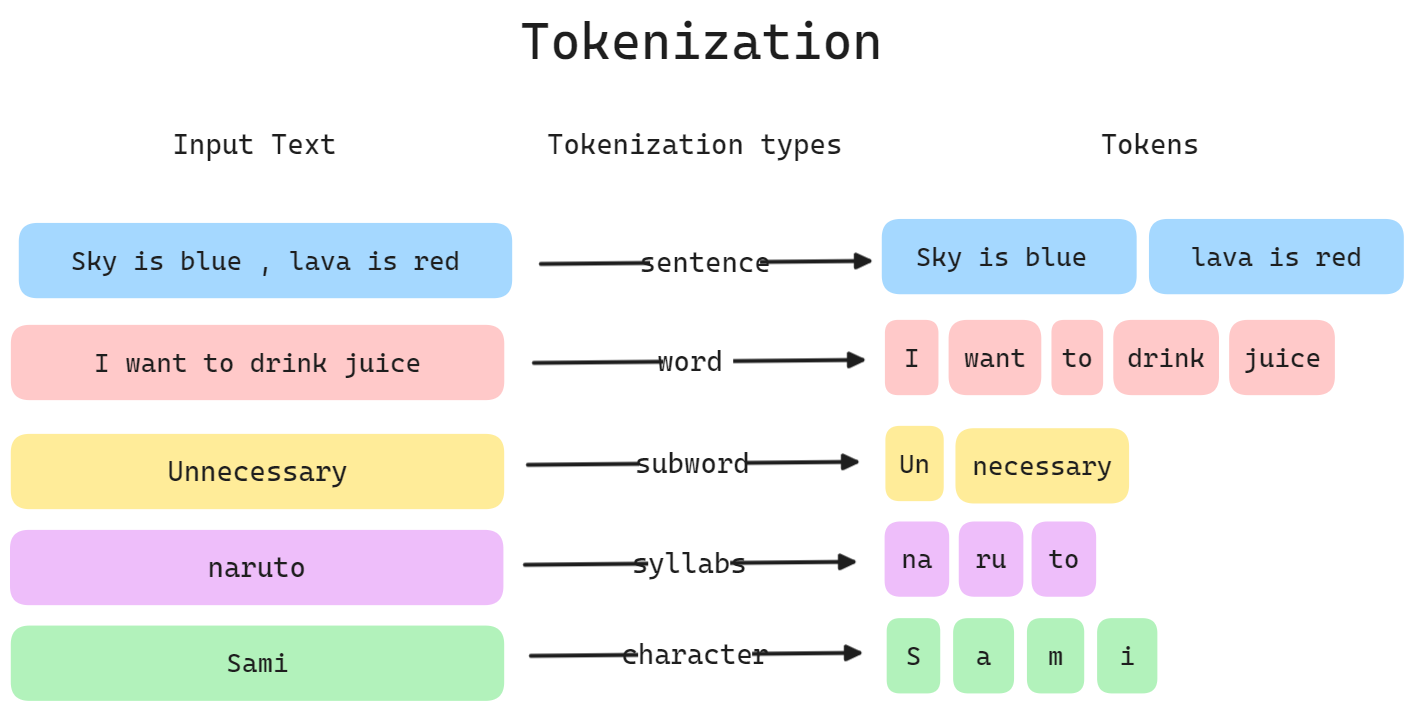 Tokenization
Input Text Tokenization types Tokens
Sky is blue , lava is red sentence Sky is blue lava is red
I want to drink juice word I want to drink juice
Unnecessary subword Un necessary
naruto syllabs na ru to
Sami character S a m i